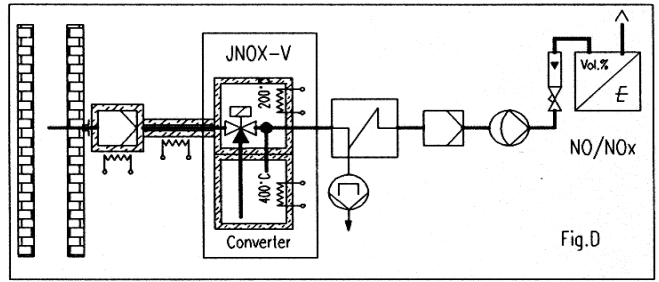 JNOX-V
200°C
400°C
Converter
Vol.%
E
NO/NOx
Fig.D